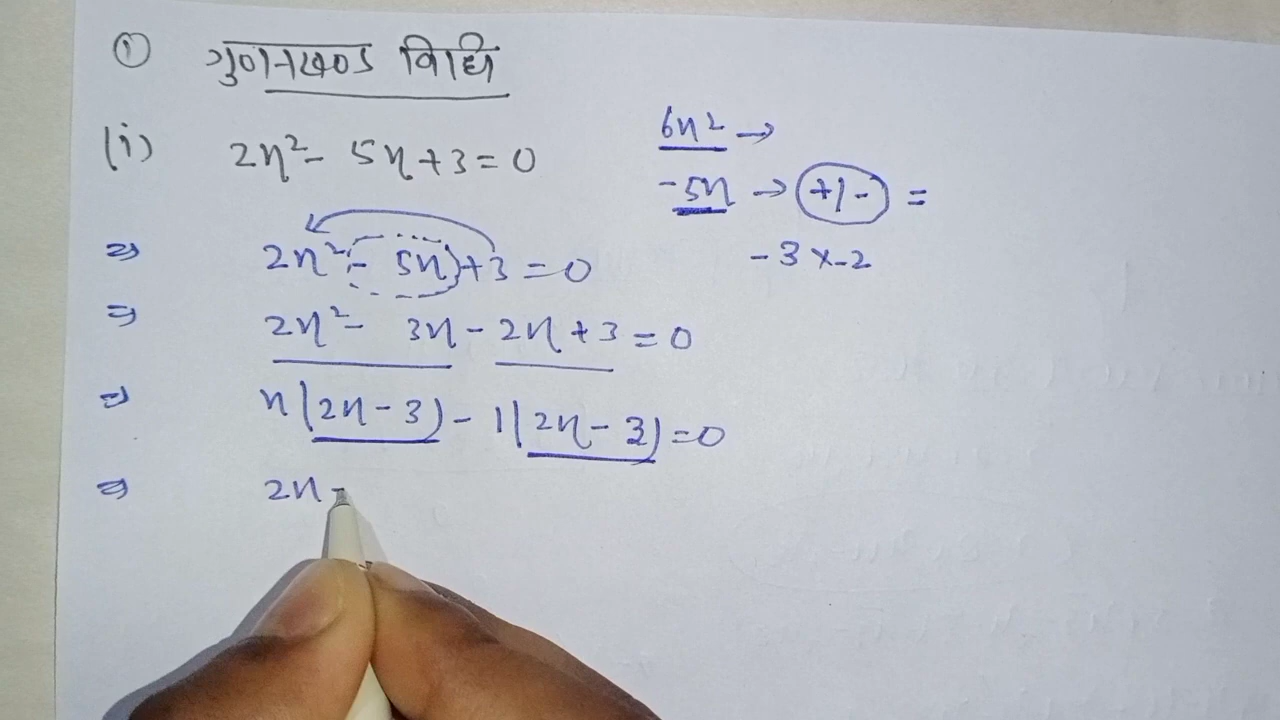 ① गुणनखण्ड विधि
(i) 2x² - 5x + 3 = 0
⇒ 2x² - 5x + 3 = 0
⇒ 2x² - 3x - 2x + 3 = 0
⇒ x(2x - 3) - 1(2x - 3) = 0
⇒ 2x -
6x² →
-5x → +/- =
-3 x -2